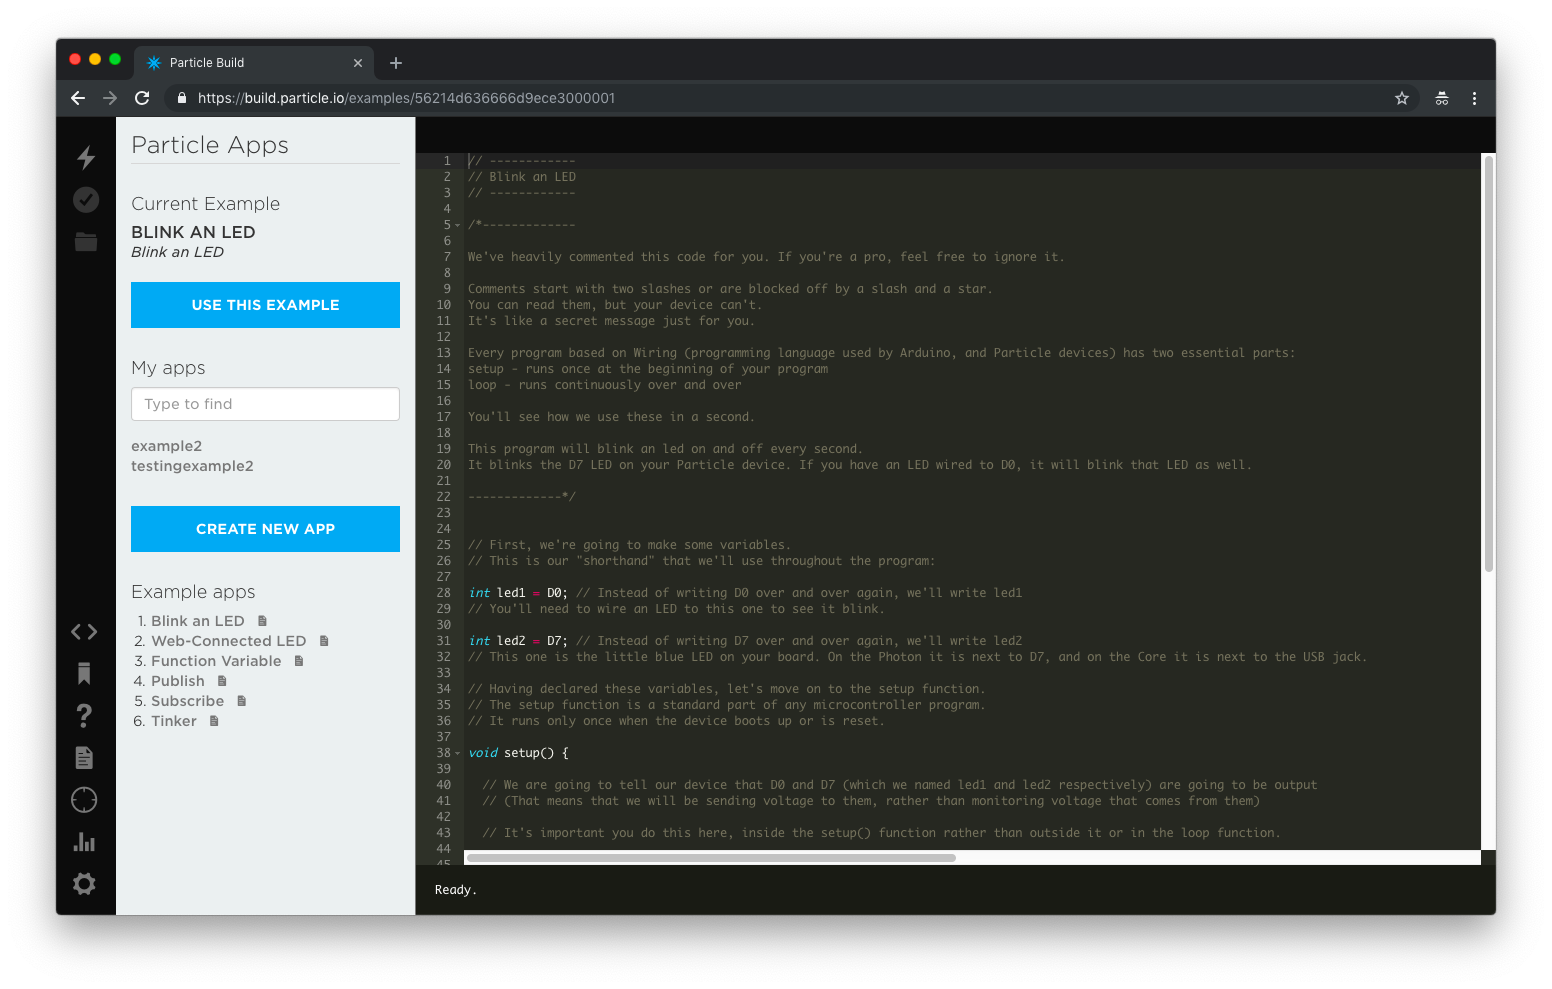 Particle Build
https://build.particle.io/examples/56214d636666d9ece3000001
Particle Apps
Current Example
BLINK AN LED
Blink an LED
USE THIS EXAMPLE
My apps
Type to find
example2
testingexample2
CREATE NEW APP
Example apps
1. Blink an LED
2. Web-Connected LED
3. Function Variable
4. Publish
5. Subscribe
6. Tinker
1 // ------------
2 // Blink an LED
3 // ------------
4
5 /*-------------
6
7 We've heavily commented this code for you. If you're a pro, feel free to ignore it.
8
9 Comments start with two slashes or are blocked off by a slash and a star.
10 You can read them, but your device can't.
11 It's like a secret message just for you.
12
13 Every program based on Wiring (programming language used by Arduino, and Particle devices) has two essential parts:
14 setup - runs once at the beginning of your program
15 loop - runs continuously over and over
16
17 You'll see how we use these in a second.
18
19 This program will blink an led on and off every second.
20 It blinks the D7 LED on your Particle device. If you have an LED wired to D0, it will blink that LED as well.
21
22 -------------*/
23
24
25 // First, we're going to make some variables.
26 // This is our "shorthand" that we'll use throughout the program:
27
28 int led1 = D0; // Instead of writing D0 over and over again, we'll write led1
29 // You'll need to wire an LED to this one to see it blink.
30
31 int led2 = D7; // Instead of writing D7 over and over again, we'll write led2
32 // This one is the little blue LED on your board. On the Photon it is next to D7, and on the Core it is next to the USB jack.
33
34 // Having declared these variables, let's move on to the setup function.
35 // The setup function is a standard part of any microcontroller program.
36 // It runs only once when the device boots up or is reset.
37
38 void setup() {
39
40 // We are going to tell our device that D0 and D7 (which we named led1 and led2 respectively) are going to be output
41 // (That means that we will be sending voltage to them, rather than monitoring voltage that comes from them)
42
43 // It's important you do this here, inside the setup() function rather than outside it or in the loop function.
44
45
Ready.